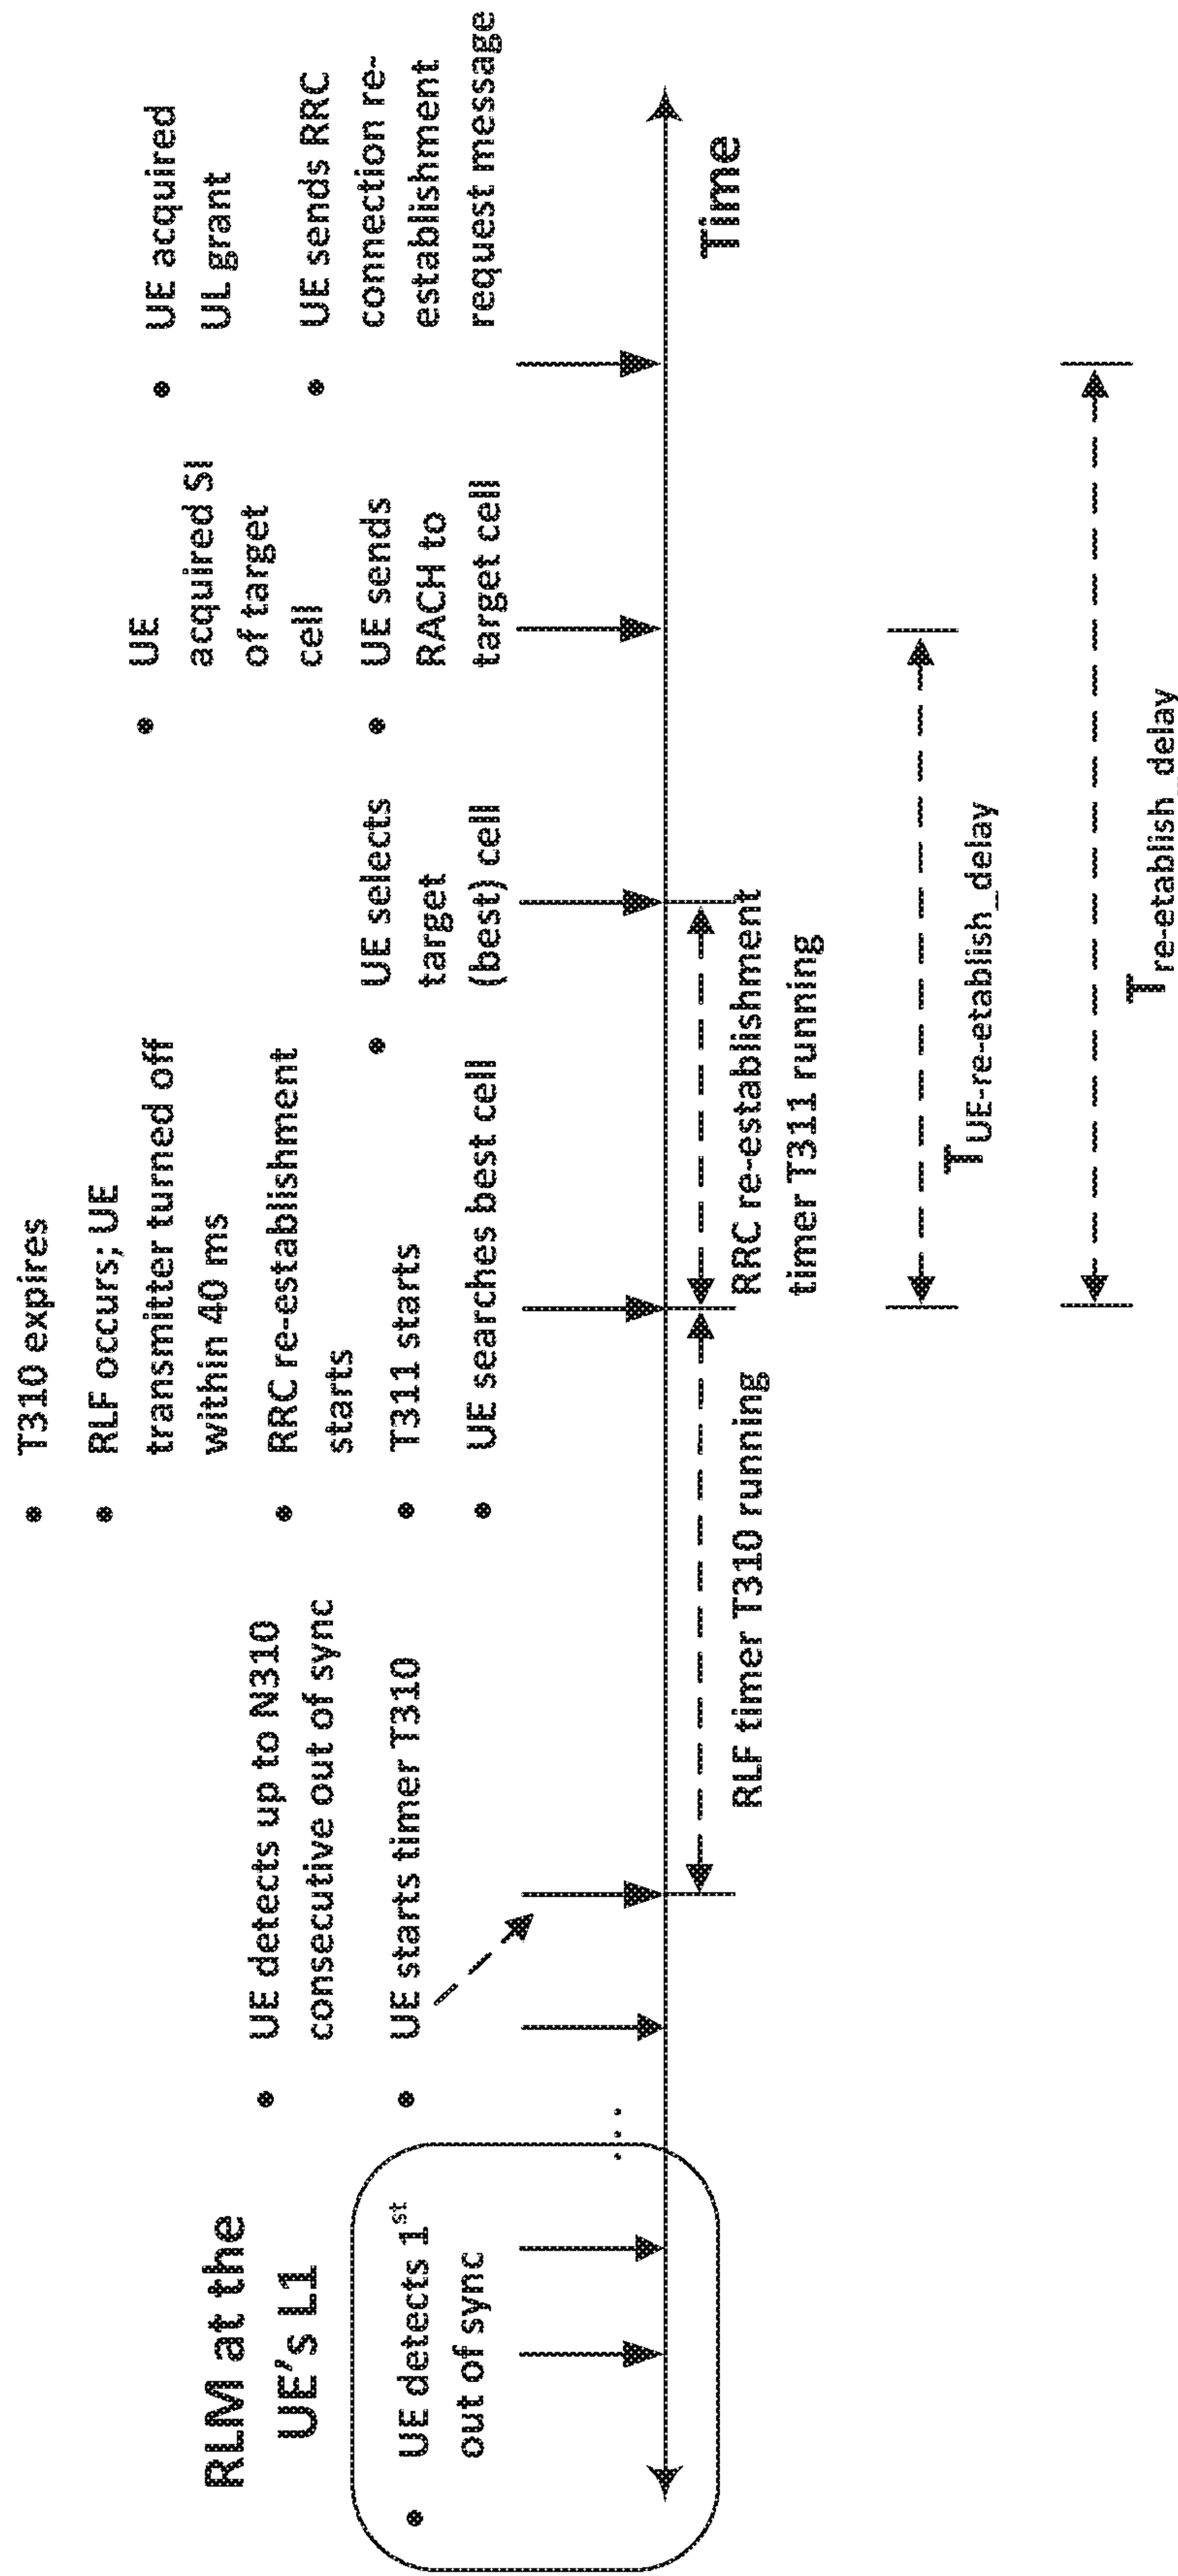 RLM at the
UE's L1
• UE detects 1st
out of sync
...
• UE detects up to N310
consecutive out of sync
• UE starts timer T310
• T310 expires
• RLF occurs; UE
transmitter turned off
within 40 ms
• RRC re-establishment
starts
• T311 starts
• UE searches best cell
• UE selects
target
(best) cell
• UE
acquired SI
of target
cell
• UE sends
RACH to
target cell
• UE acquired
UL grant
• UE sends RRC
connection re-
establishment
request message
Time
RLF timer T310 running
RRC re-establishment
timer T311 running
TUE-re-etablish_delay
Tre-etablish_delay